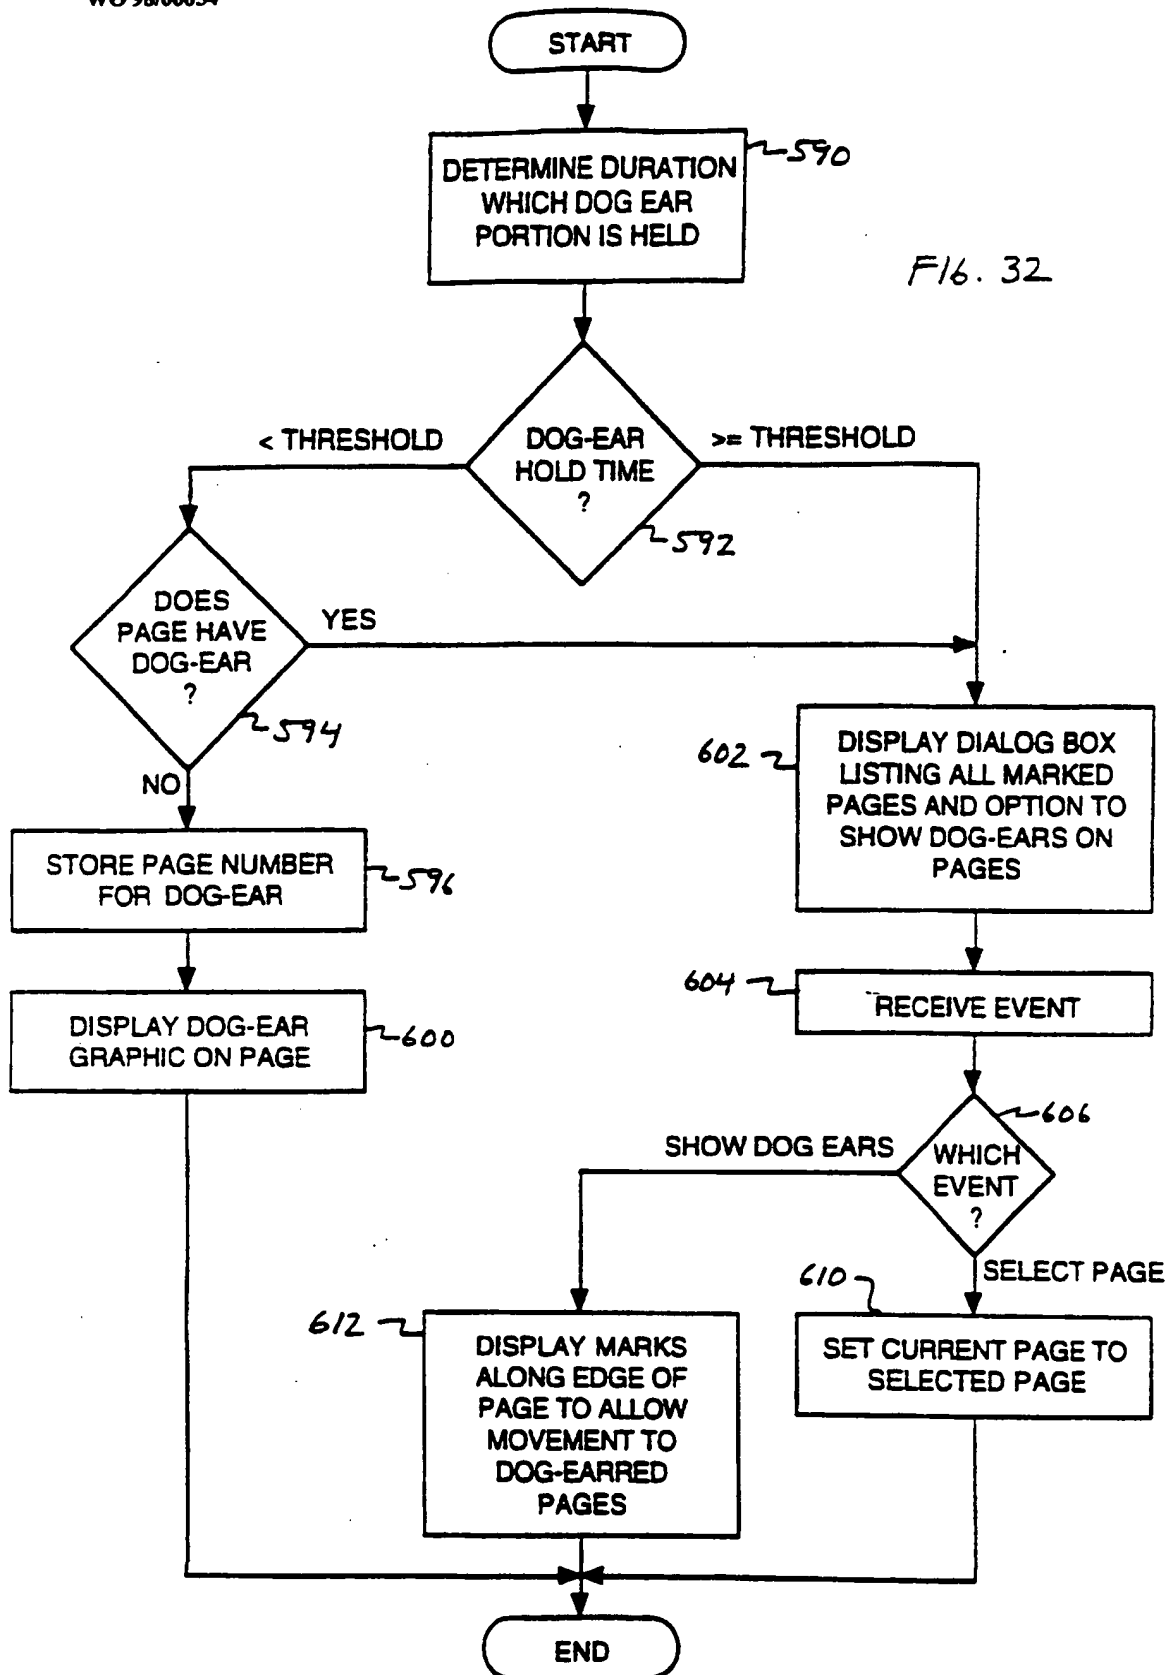 START
DETERMINE DURATION
WHICH DOG EAR
PORTION IS HELD
590
FIG. 32
< THRESHOLD
DOG-EAR
HOLD TIME
?
>= THRESHOLD
592
DOES
PAGE HAVE
DOG-EAR
?
YES
594
NO
602
DISPLAY DIALOG BOX
LISTING ALL MARKED
PAGES AND OPTION TO
SHOW DOG-EARS ON
PAGES
STORE PAGE NUMBER
FOR DOG-EAR
596
604
RECEIVE EVENT
DISPLAY DOG-EAR
GRAPHIC ON PAGE
600
606
SHOW DOG EARS
WHICH
EVENT
?
SELECT PAGE
610
612
DISPLAY MARKS
ALONG EDGE OF
PAGE TO ALLOW
MOVEMENT TO
DOG-EARRED
PAGES
SET CURRENT PAGE TO
SELECTED PAGE
END